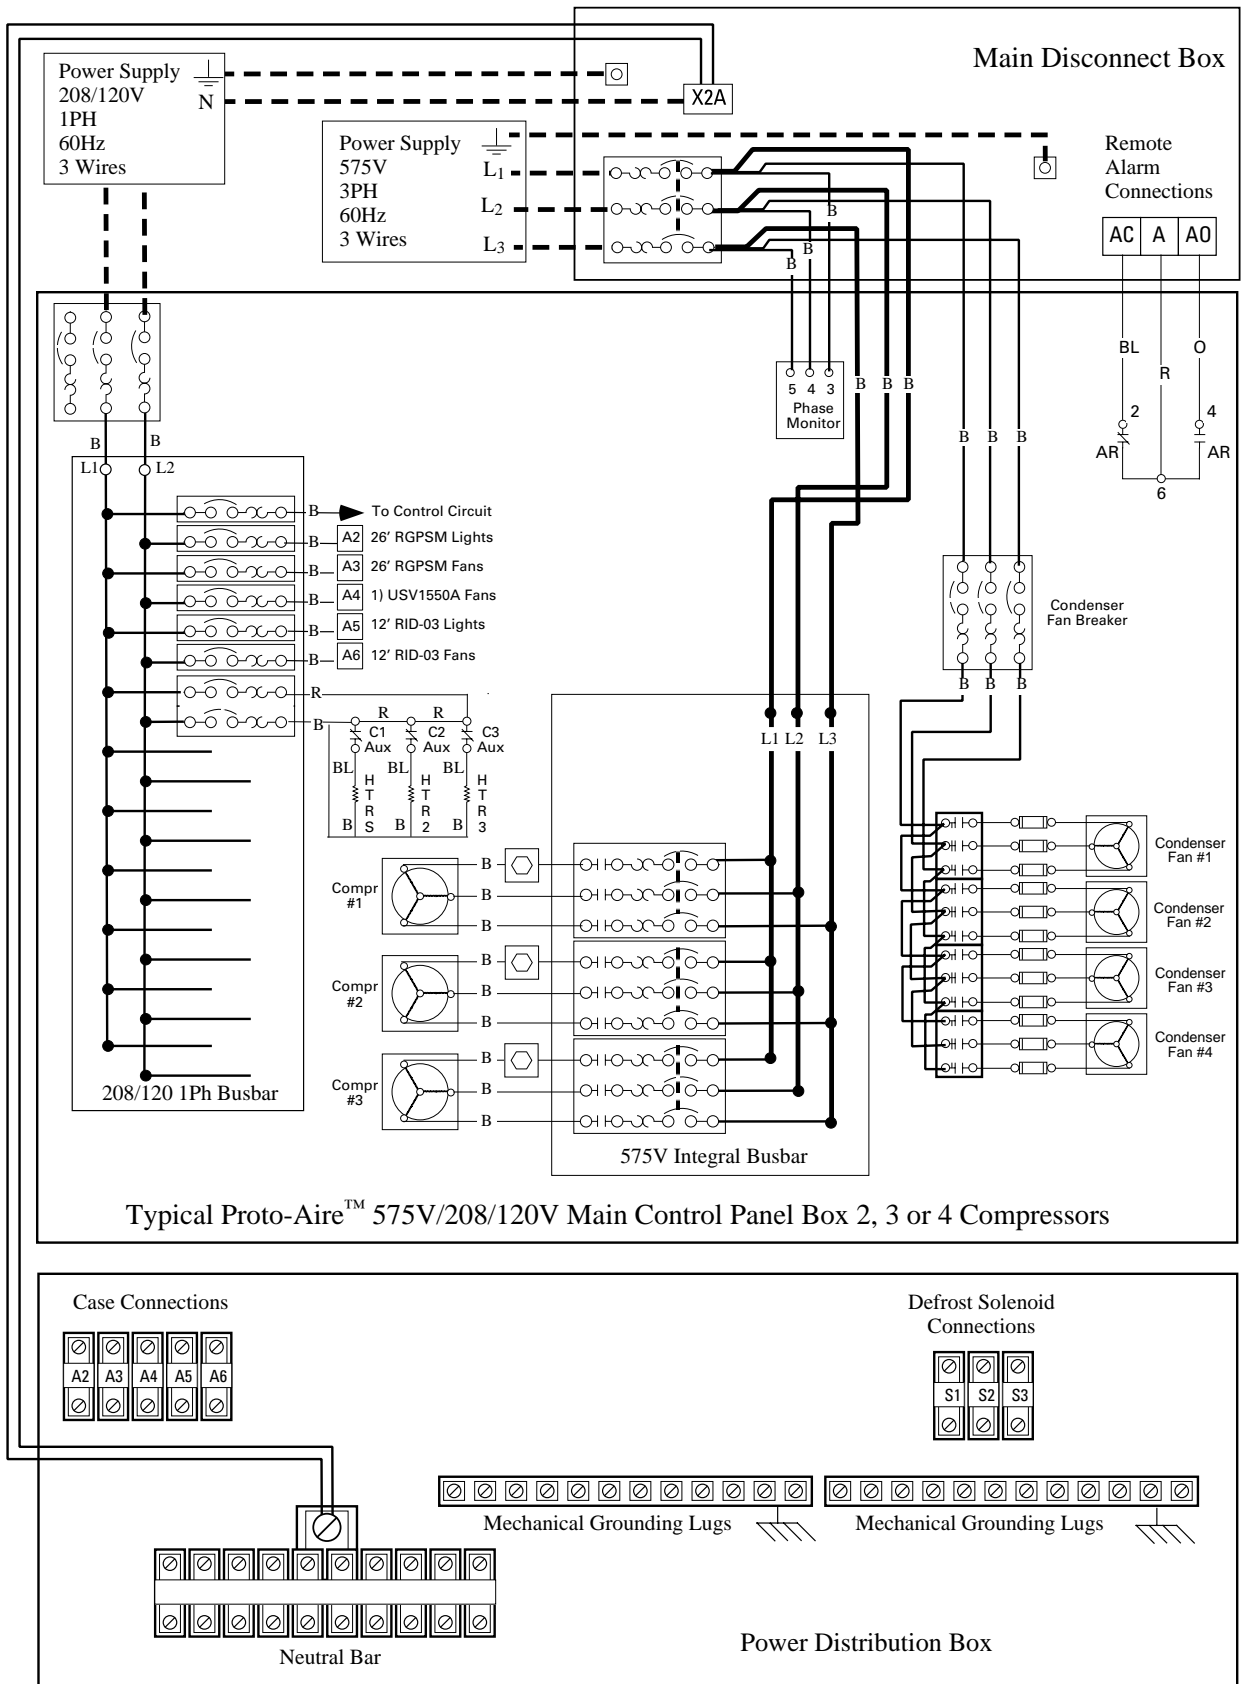 Main Disconnect Box
Power Supply
208/120V
1PH
60Hz
3 Wires
N
X2A
Power Supply
575V
3PH
60Hz
3 Wires
L1
L2
L3
B
B
B
Remote
Alarm
Connections
AC A AO
BL
R
O
2
4
AR
AR
6
5 4 3
Phase
Monitor
B B B
B B B
B
B
L1
L2
B
To Control Circuit
B
A2
26' RGPSM Lights
B
A3
26' RGPSM Fans
B
A4
1) USV1550A Fans
B
A5
12' RID-03 Lights
B
A6
12' RID-03 Fans
R
B
R
R
C1
Aux
C2
Aux
C3
Aux
BL
BL
BL
HTRS
HTR2
HTR3
B
B
B
Condenser
Fan Breaker
B B B
L1 L2 L3
Compr
#1
B
B
B
Compr
#2
B
B
B
Compr
#3
B
B
B
Condenser
Fan #1
Condenser
Fan #2
Condenser
Fan #3
Condenser
Fan #4
208/120 1Ph Busbar
575V Integral Busbar
Typical Proto-Aire™ 575V/208/120V Main Control Panel Box 2, 3 or 4 Compressors
Case Connections
A2 A3 A4 A5 A6
Defrost Solenoid
Connections
S1 S2 S3
Mechanical Grounding Lugs
Mechanical Grounding Lugs
Neutral Bar
Power Distribution Box